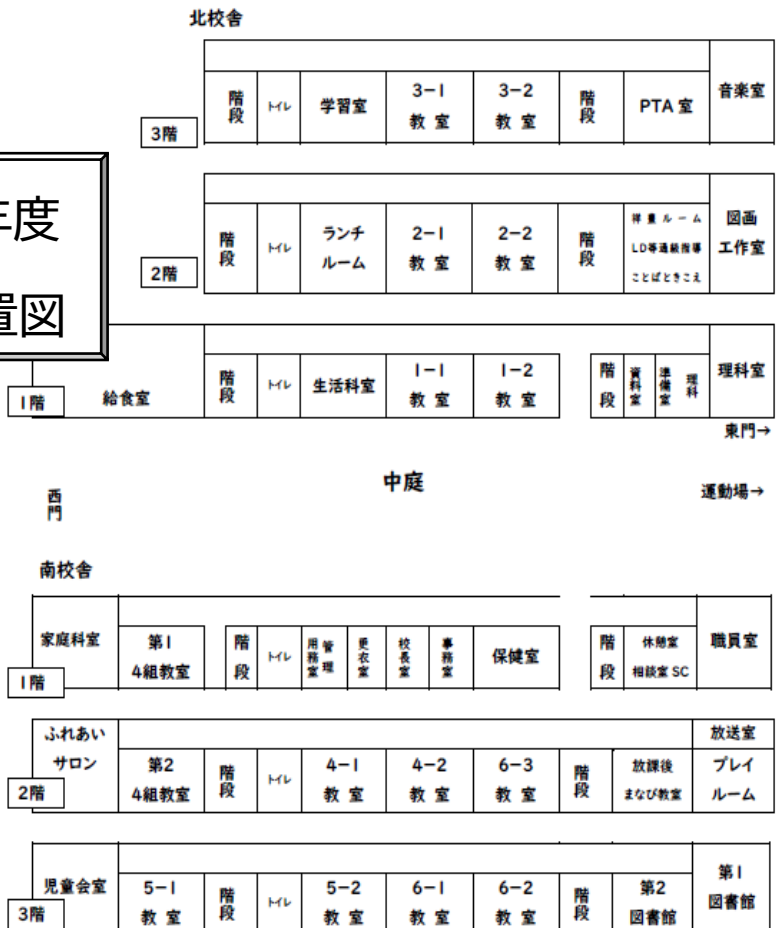 北校舎
階段
トイレ
学習室
3-1
教 室
3-2
教 室
階段
PTA 室
音楽室
3階
年度
置図
階段
トイレ
ランチ
ルーム
2-1
教 室
2-2
教 室
階段
LD等通級指導
ことばときこえ
図画
工作室
2階
給食室
階段
トイレ
生活科室
1-1
教 室
1-2
教 室
階段
資料室
準備室
理科
理科室
1階
東門→
中庭
西門
運動場→
南校舎
家庭科室
第1
4組教室
階段
トイレ
用務室
管理
更衣室
校長室
事務室
保健室
階段
休憩室
相談室 SC
職員室
1階
ふれあい
サロン
第2
4組教室
階段
トイレ
4-1
教 室
4-2
教 室
6-3
教 室
階段
放課後
まなび教室
放送室
プレイ
ルーム
2階
児童会室
5-1
教 室
階段
トイレ
5-2
教 室
6-1
教 室
6-2
教 室
階段
第2
図書館
第1
図書館
3階